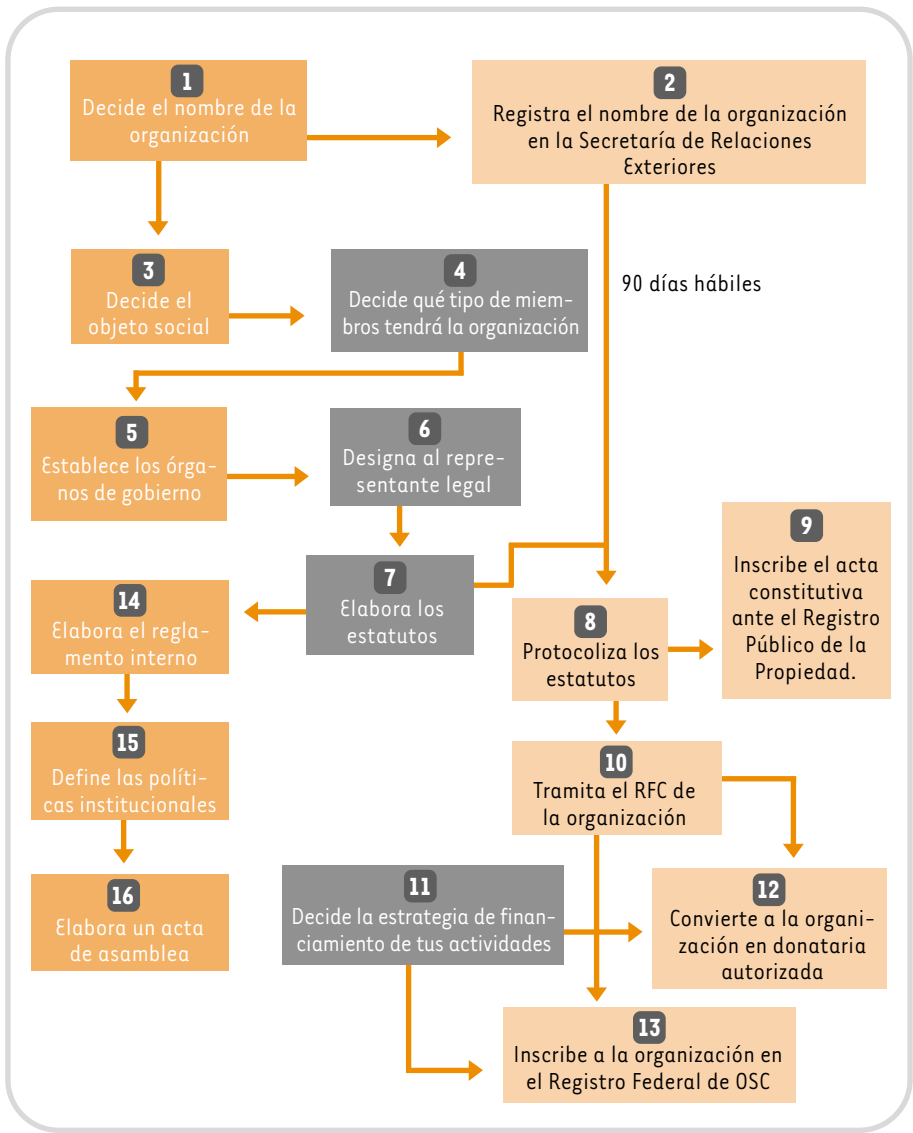 1
Decide el nombre de la
organización
2
Registra el nombre de la organización
en la Secretaría de Relaciones
Exteriores
3
Decide el
objeto social
4
Decide qué tipo de miem-
bros tendrá la organización
90 días hábiles
5
Establece los órga-
nos de gobierno
6
Designa al repre-
sentante legal
7
Elabora los
estatutos
8
Protocoliza los
estatutos
9
Inscribe el acta
constitutiva
ante el Registro
Público de la
Propiedad.
10
Tramita el RFC de
la organización
11
Decide la estrategia de finan-
ciamiento de tus actividades
12
Convierte a la organi-
zación en donataria
autorizada
13
Inscribe a la organización en
el Registro Federal de OSC
14
Elabora el regla-
mento interno
15
Define las políti-
cas institucionales
16
Elabora un acta
de asamblea